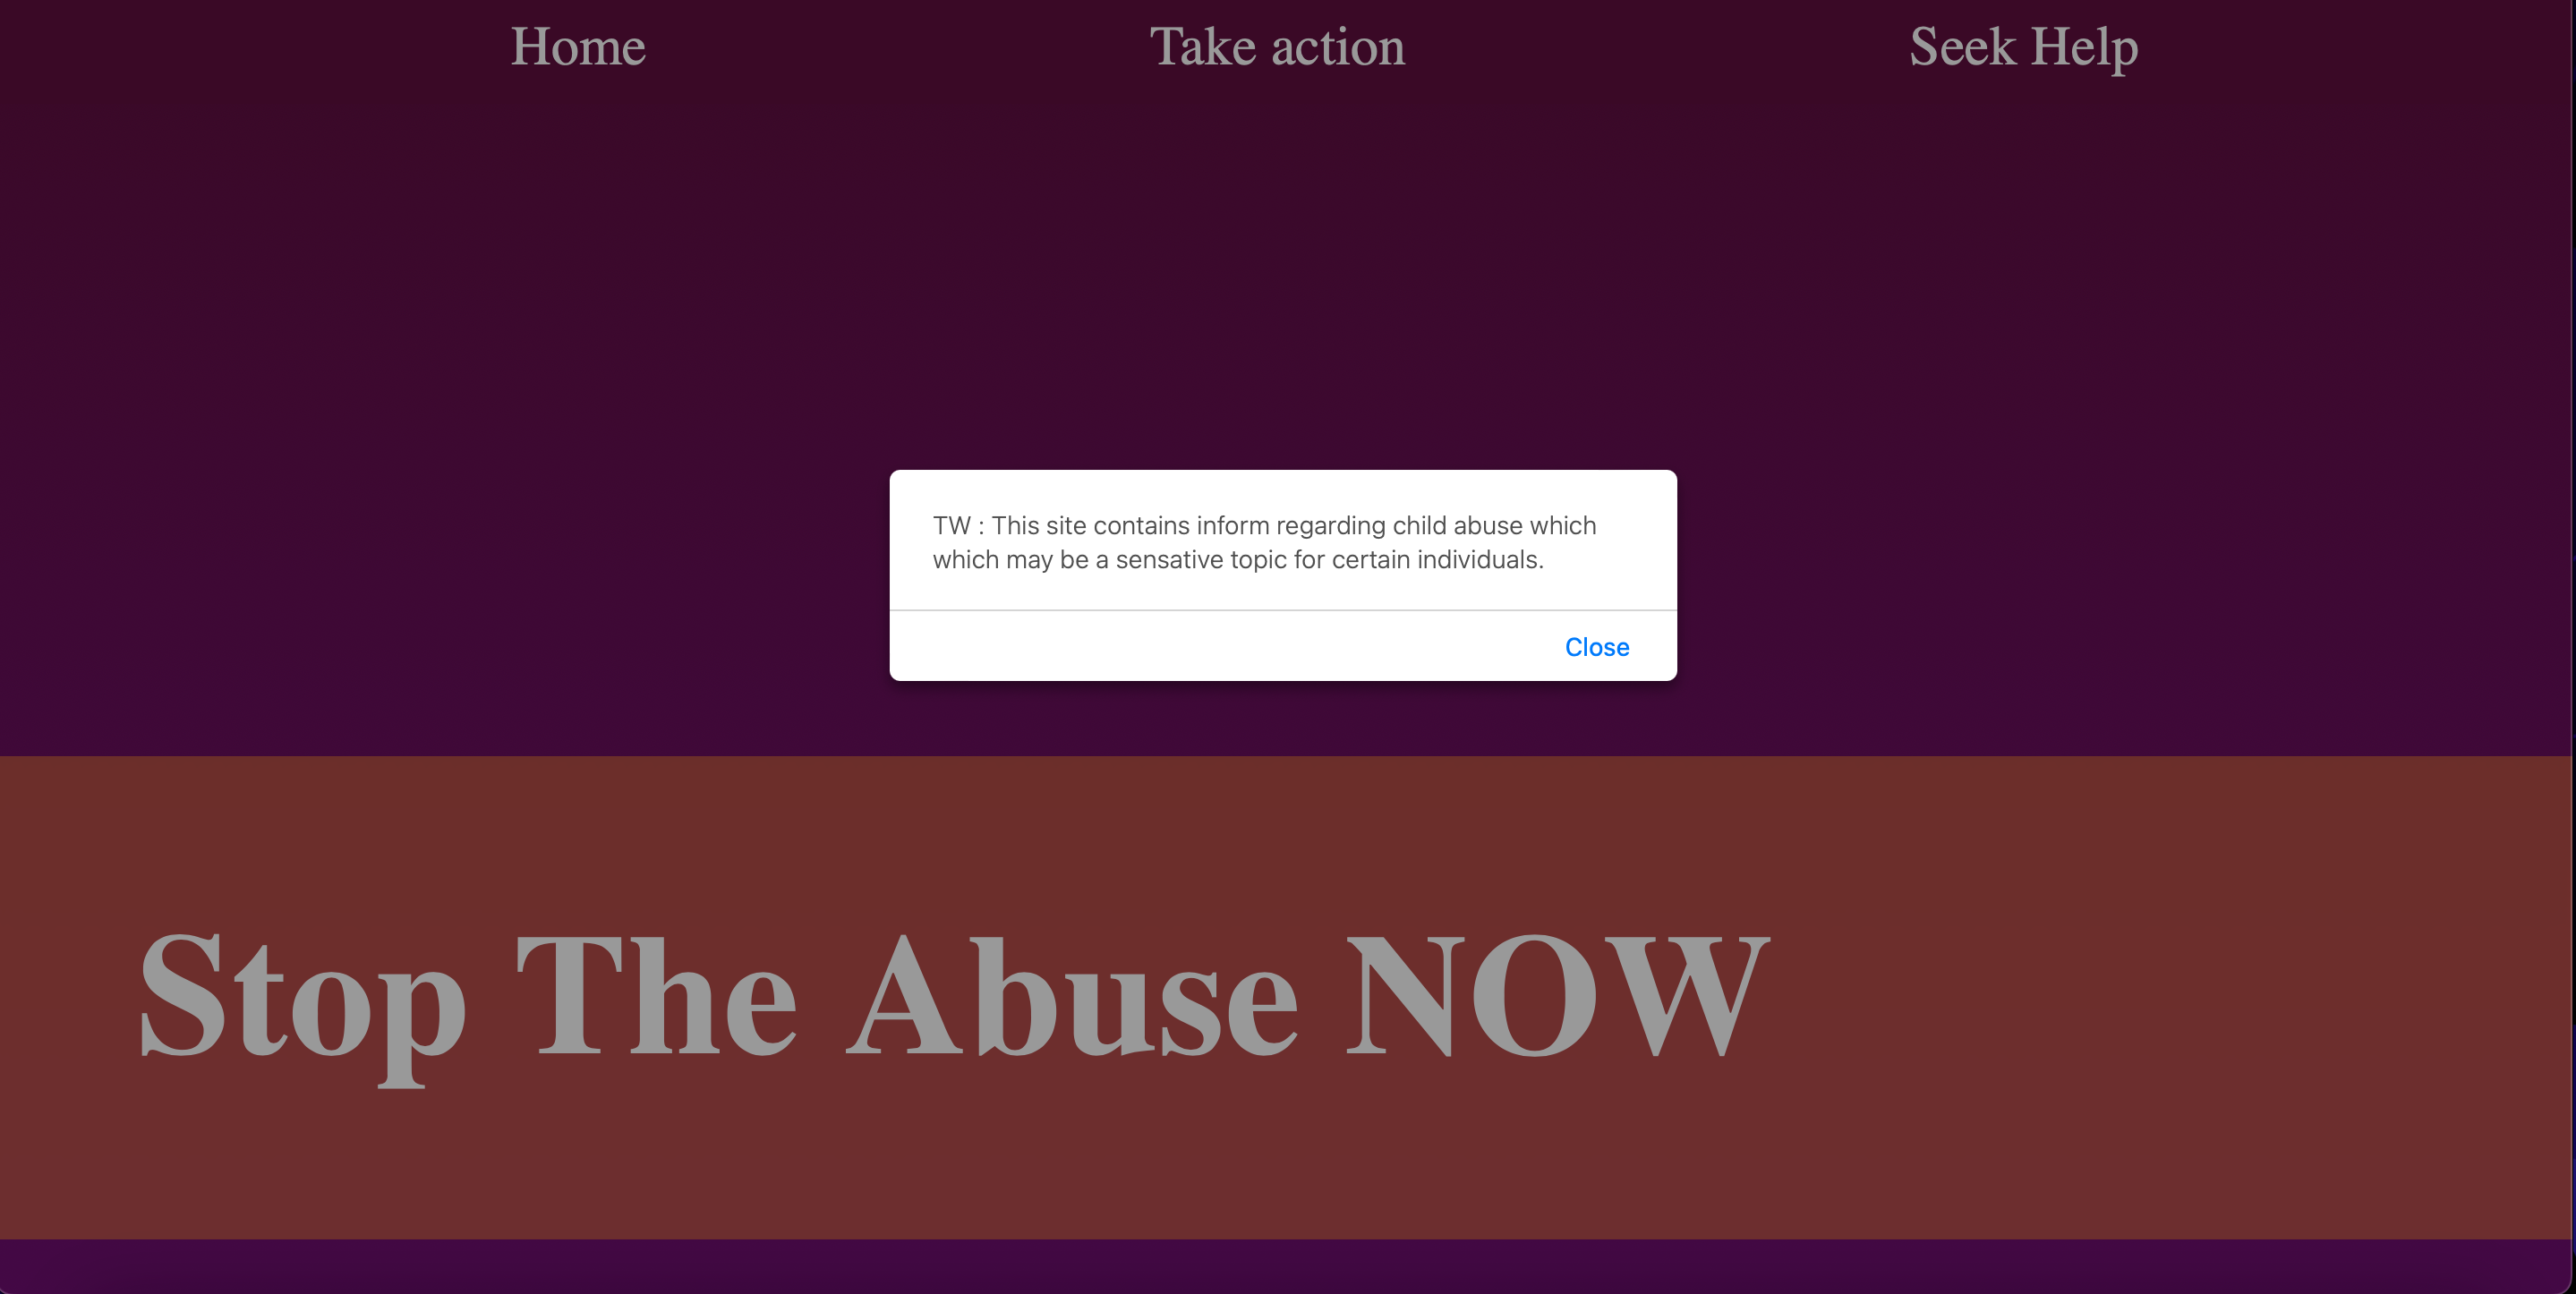 Home Take action Seek Help
TW : This site contains inform regarding child abuse which
which may be a sensative topic for certain individuals.
Close
Stop The Abuse NOW